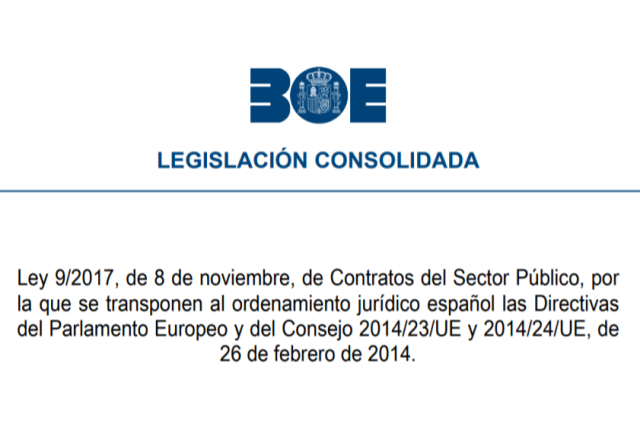 BOE
LEGISLACIÓN CONSOLIDADA
Ley 9/2017, de 8 de noviembre, de Contratos del Sector Público, por
la que se transponen al ordenamiento jurídico español las Directivas
del Parlamento Europeo y del Consejo 2014/23/UE y 2014/24/UE, de
26 de febrero de 2014.